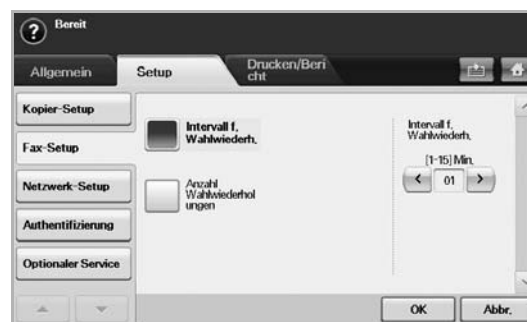 Bereit
Allgemein
Setup
Drucken/Beri
cht
Kopier-Setup
Fax-Setup
Netzwerk-Setup
Authentifizierung
Optionaler Service
Intervall f.
Wahlwiederh.
Anzahl
Wahlwiederhol
ungen
Intervall f.
Wahlwiederh.
[1-15] Min.
01
OK
Abbr.